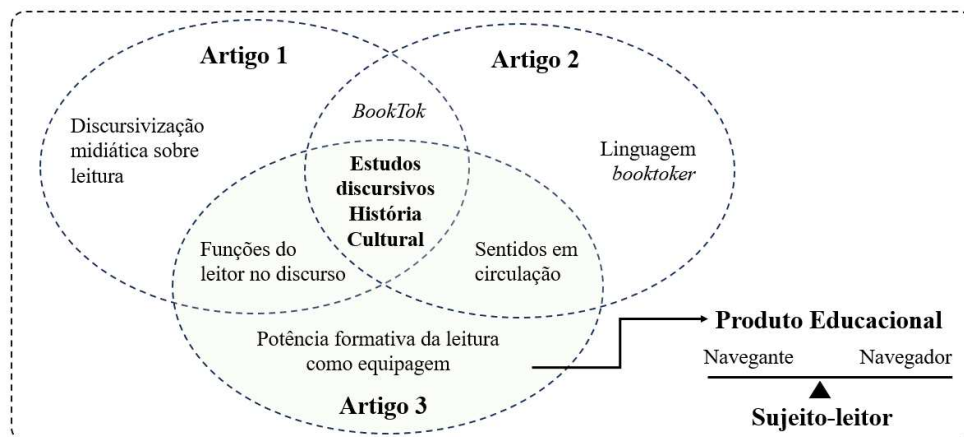 Artigo 1
Artigo 2
BookTok
Discursivização
midiática sobre
leitura
Linguagem
booktoker
Estudos
discursivos
História
Cultural
Funções do
leitor no discurso
Sentidos em
circulação
Potência formativa da leitura
como equipagem
Artigo 3
Produto Educacional
Navegante Navegador
Sujeito-leitor